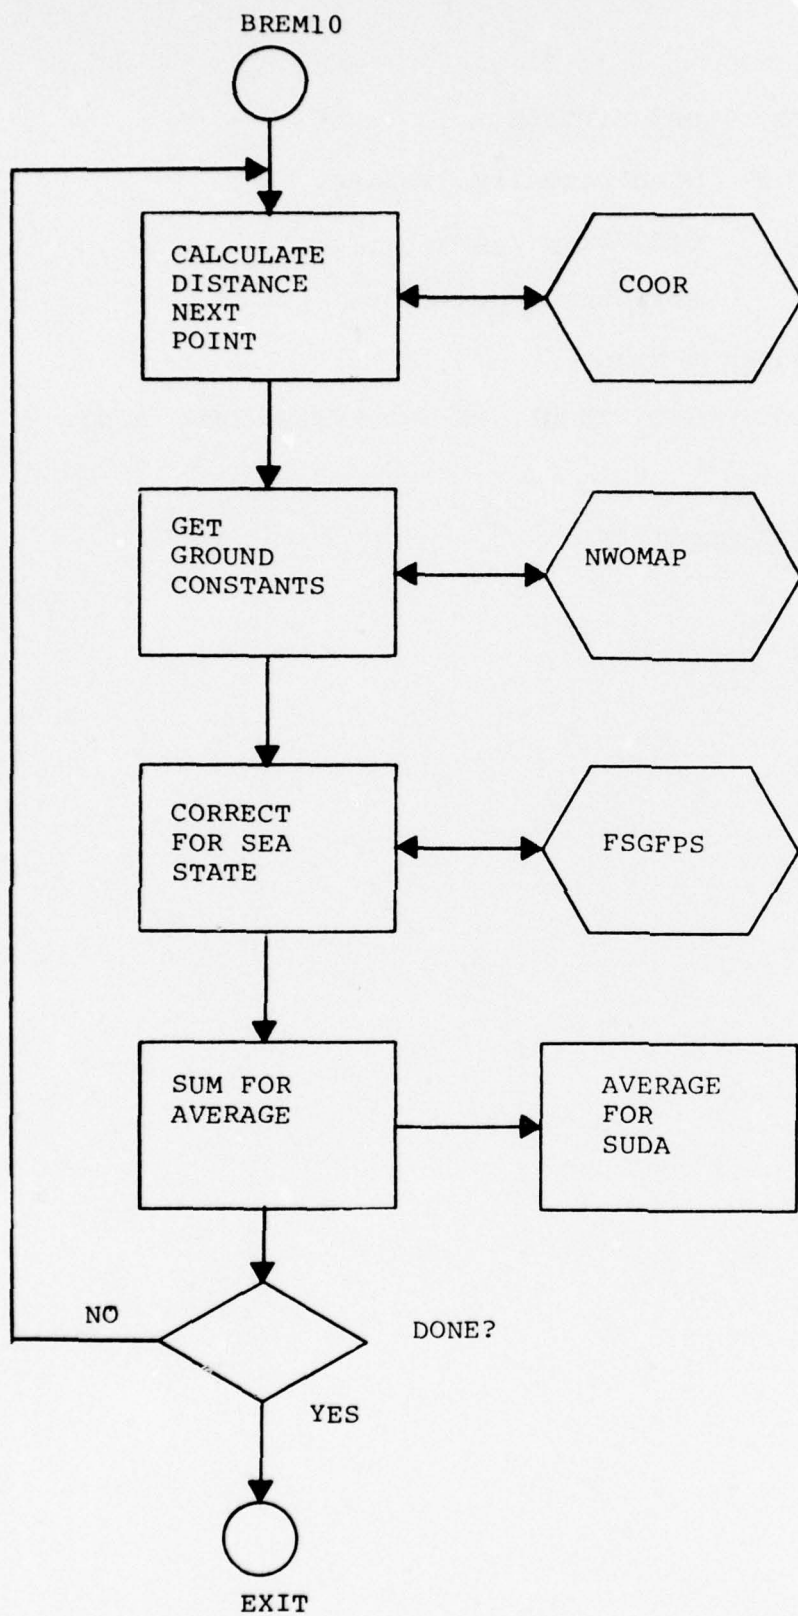 BREM10
CALCULATE
DISTANCE
NEXT
POINT
COOR
GET
GROUND
CONSTANTS
NWOMAP
CORRECT
FOR SEA
STATE
FSGFPS
SUM FOR
AVERAGE
AVERAGE
FOR
SUDA
NO
DONE?
YES
EXIT